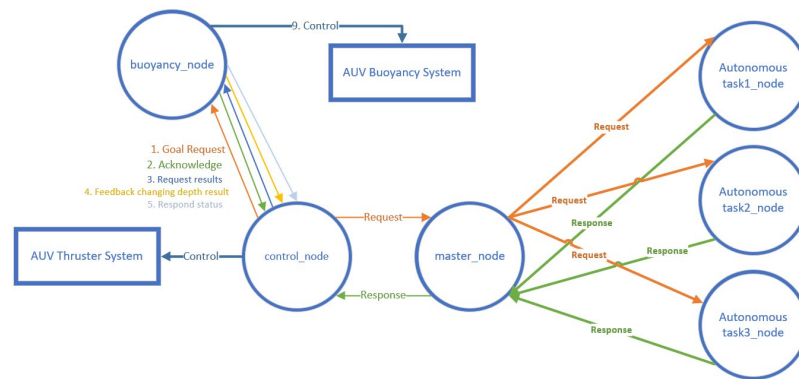 9. Control
buoyancy_node
AUV Buoyancy System
Autonomous
task1_node
Request
1. Goal Request
2. Acknowledge
3. Request results
4. Feedback changing depth result
5. Respond status
Request
Autonomous
task2_node
Request
Response
Response
AUV Thruster System
Control
control_node
master_node
Request
Response
Autonomous
task3_node
Response